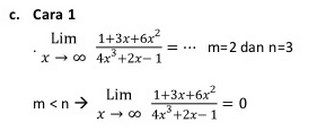 c. Cara 1
. Lim x → ∞ 1+3x+6x² / 4x³+2x−1 = ⋯ m=2 dan n=3
m < n → Lim x → ∞ 1+3x+6x² / 4x³+2x−1 = 0